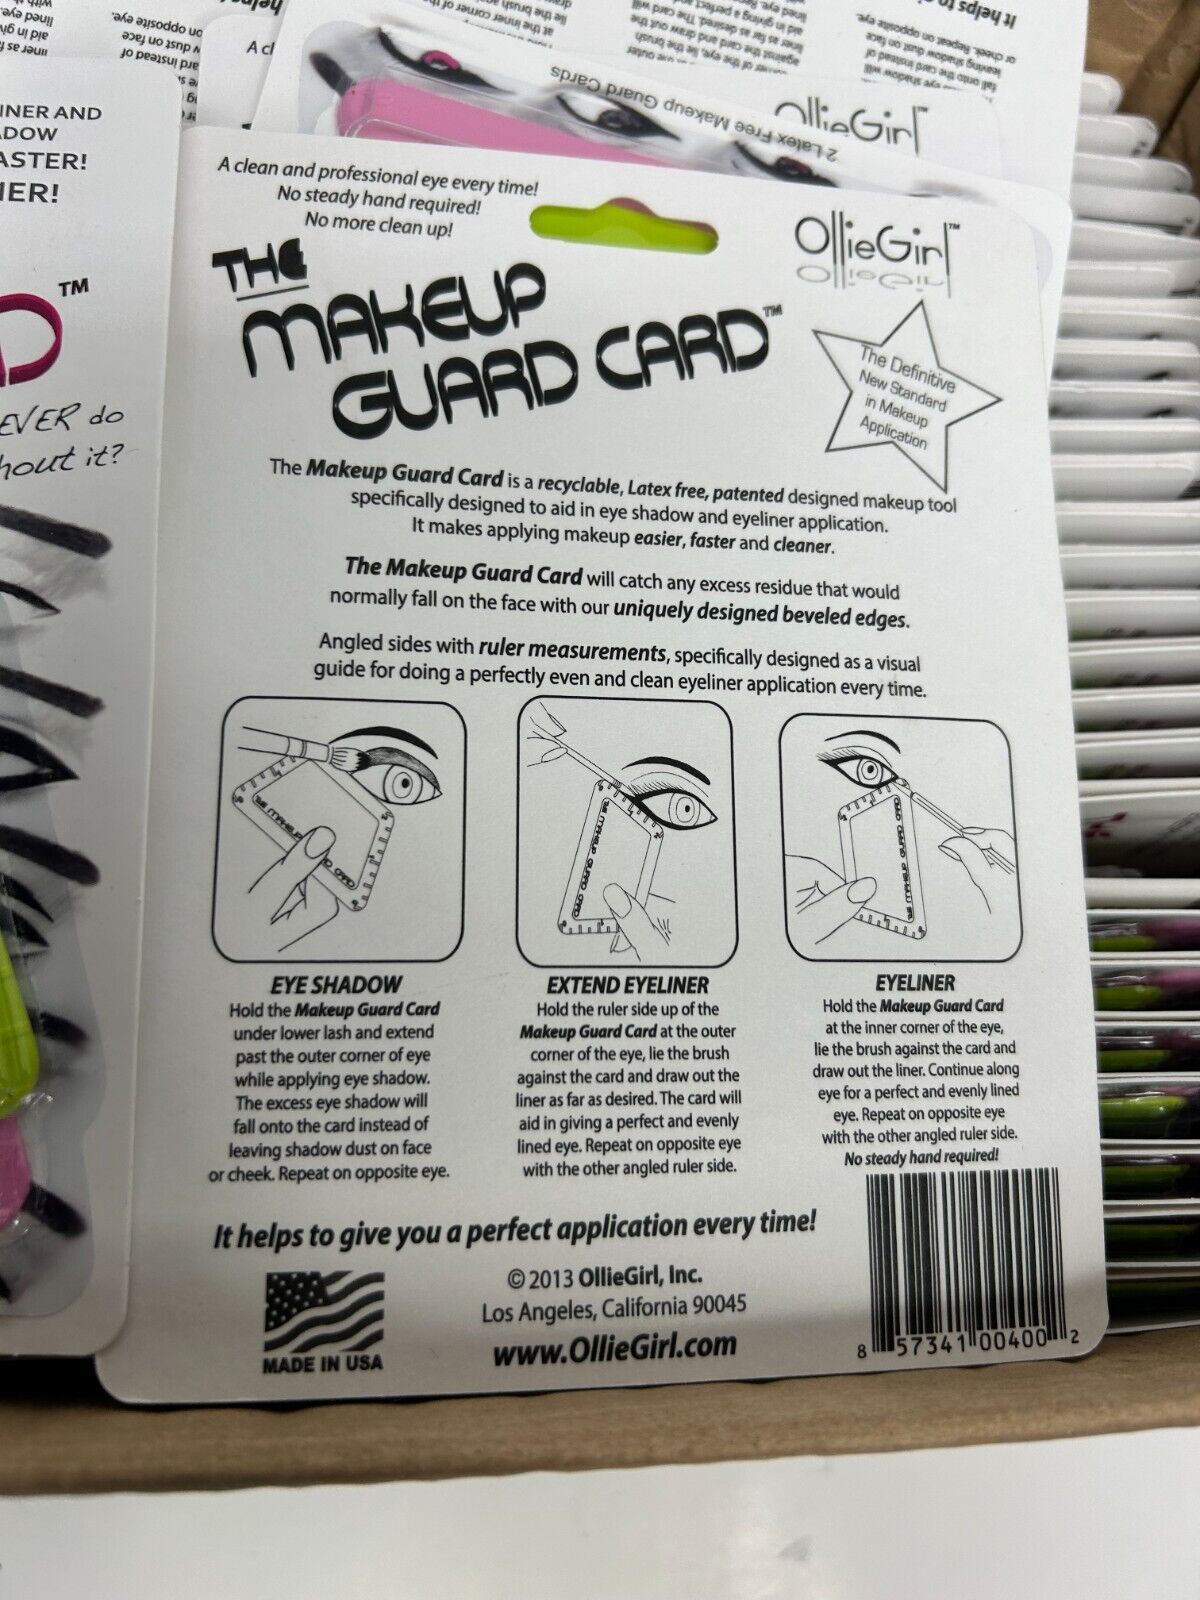 A clean and professional eye every time!
No steady hand required!
No more clean up!
THE
MAKEUP
GUARD CARD™
OllieGirl™
The Definitive
New Standard
in Makeup
Application
The Makeup Guard Card is a recyclable, Latex free, patented designed makeup tool
specifically designed to aid in eye shadow and eyeliner application.
It makes applying makeup easier, faster and cleaner.
The Makeup Guard Card will catch any excess residue that would
normally fall on the face with our uniquely designed beveled edges.
Angled sides with ruler measurements, specifically designed as a visual
guide for doing a perfectly even and clean eyeliner application every time.
EYE SHADOW
Hold the Makeup Guard Card
under lower lash and extend
past the outer corner of eye
while applying eye shadow.
The excess eye shadow will
fall onto the card instead of
leaving shadow dust on face
or cheek. Repeat on opposite eye.
EXTEND EYELINER
Hold the ruler side up of the
Makeup Guard Card at the outer
corner of the eye, lie the brush
against the card and draw out the
liner as far as desired. The card will
aid in giving a perfect and evenly
lined eye. Repeat on opposite eye
with the other angled ruler side.
EYELINER
Hold the Makeup Guard Card
at the inner corner of the eye,
lie the brush against the card and
draw out the liner. Continue along
eye for a perfect and evenly lined
eye. Repeat on opposite eye
with the other angled ruler side.
No steady hand required!
It helps to give you a perfect application every time!
MADE IN USA
© 2013 OllieGirl, Inc.
Los Angeles, California 90045
www.OllieGirl.com
8 57341 00400 2
2 Latex Free Makeup Guard Cards
OllieGirl™
AND
EVER do
it?
™